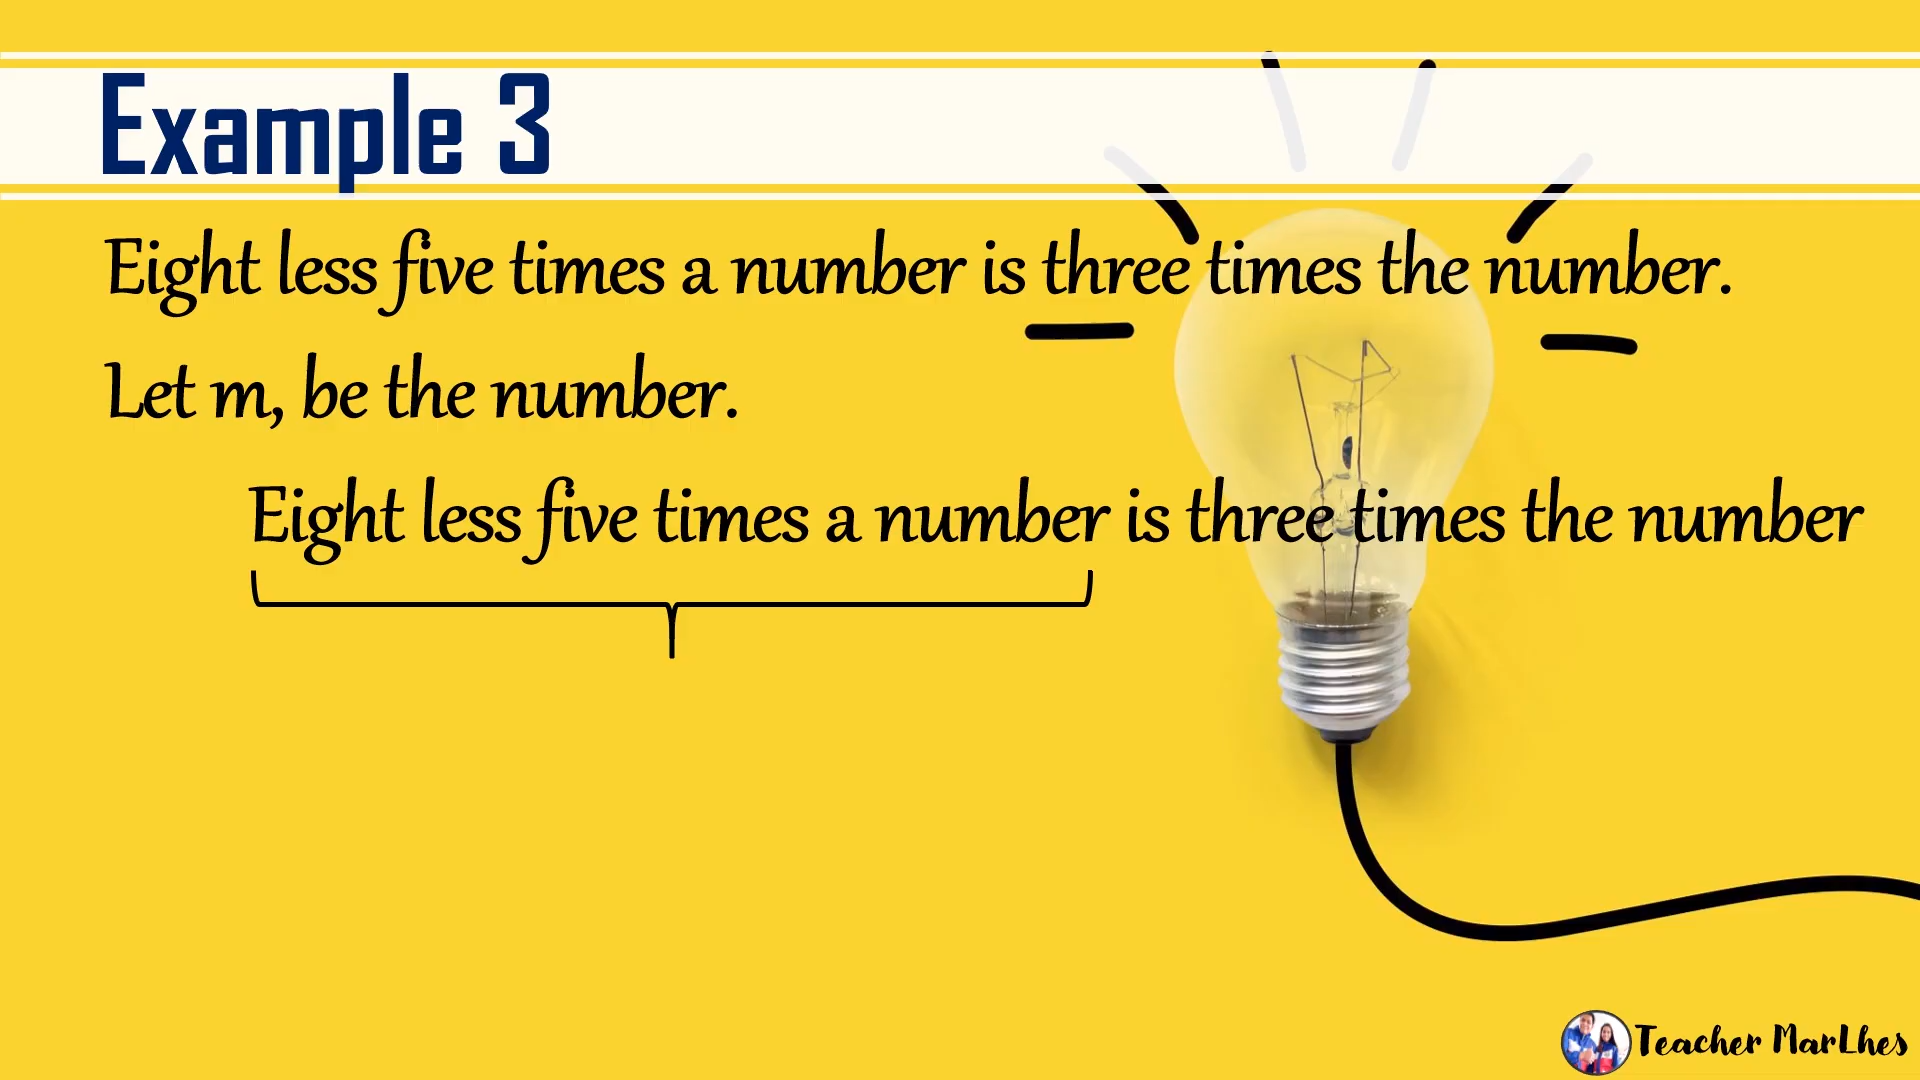 Example 3
Eight less five times a number is three times the number.
Let m, be the number.
Eight less five times a number is three times the number
Teacher MarLhes